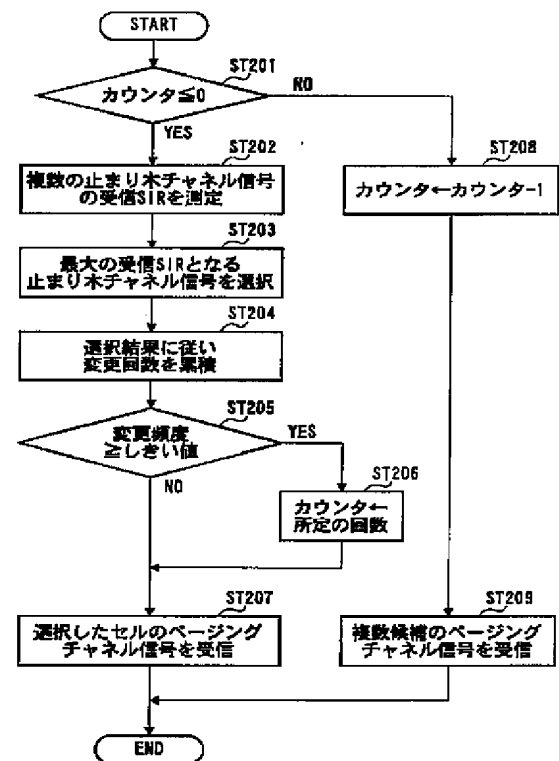 START
ST201
カウンタ≦0
NO
YES
ST202
複数の止まり木チャネル信号
の受信SIRを測定
ST203
最大の受信SIRとなる
止まり木チャネル信号を選択
ST204
選択結果に従い
変更回数を累積
ST205
変更頻度
≧しきい値
YES
NO
ST206
カウンタ←
所定の回数
ST207
選択したセルのページング
チャネル信号を受信
ST208
カウンタ←カウンタ-1
ST209
複数候補のページング
チャネル信号を受信
END